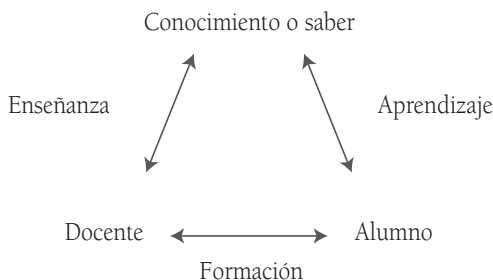 Conocimiento o saber
Enseñanza
Aprendizaje
Docente
Alumno
Formación